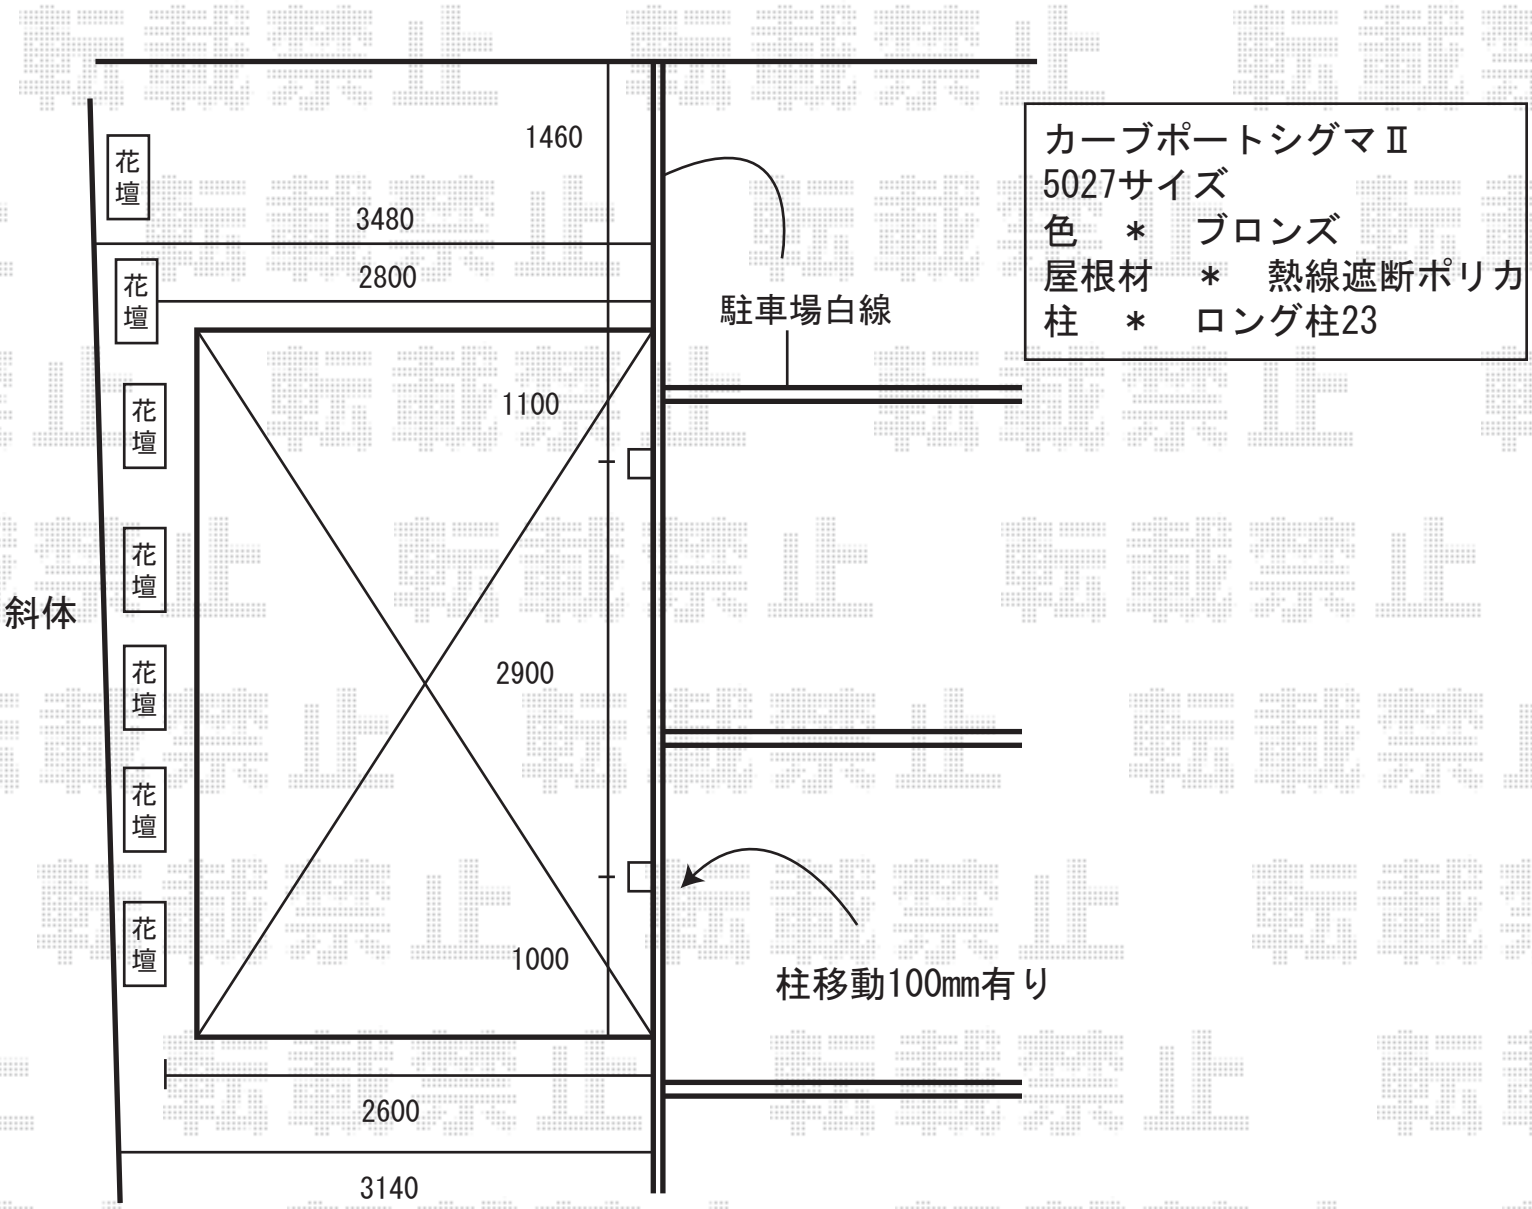 転載禁止
1460
カーブポートシグマⅡ
5027サイズ
色 * ブロンズ
屋根材 * 熱線遮断ポリカ
柱 * ロング柱23
花壇
3480
2800
花壇
駐車場白線
1100
花壇
花壇
斜体
2900
花壇
花壇
花壇
1000
柱移動100mm有り
2600
3140